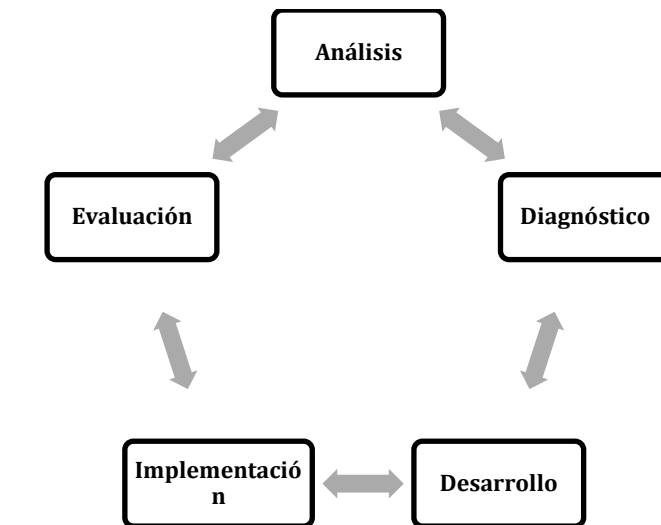 Análisis
Evaluación
Diagnóstico
Implementació
n
Desarrollo